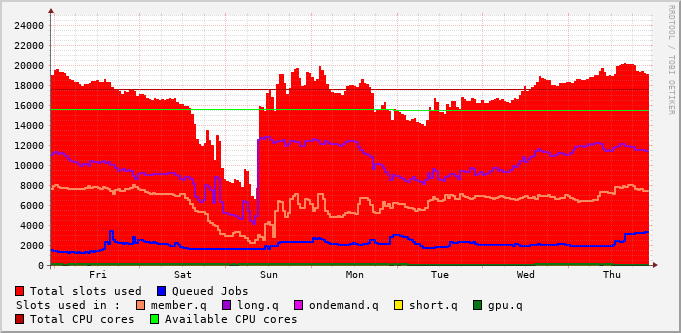 RRDTOOL / TOBI OETIKER
24000
22000
20000
18000
16000
14000
12000
10000
8000
6000
4000
2000
0
Fri Sat Sun Mon Tue Wed Thu
Total slots used Queued Jobs
Slots used in : member.q long.q ondemand.q short.q gpu.q
Total CPU cores Available CPU cores